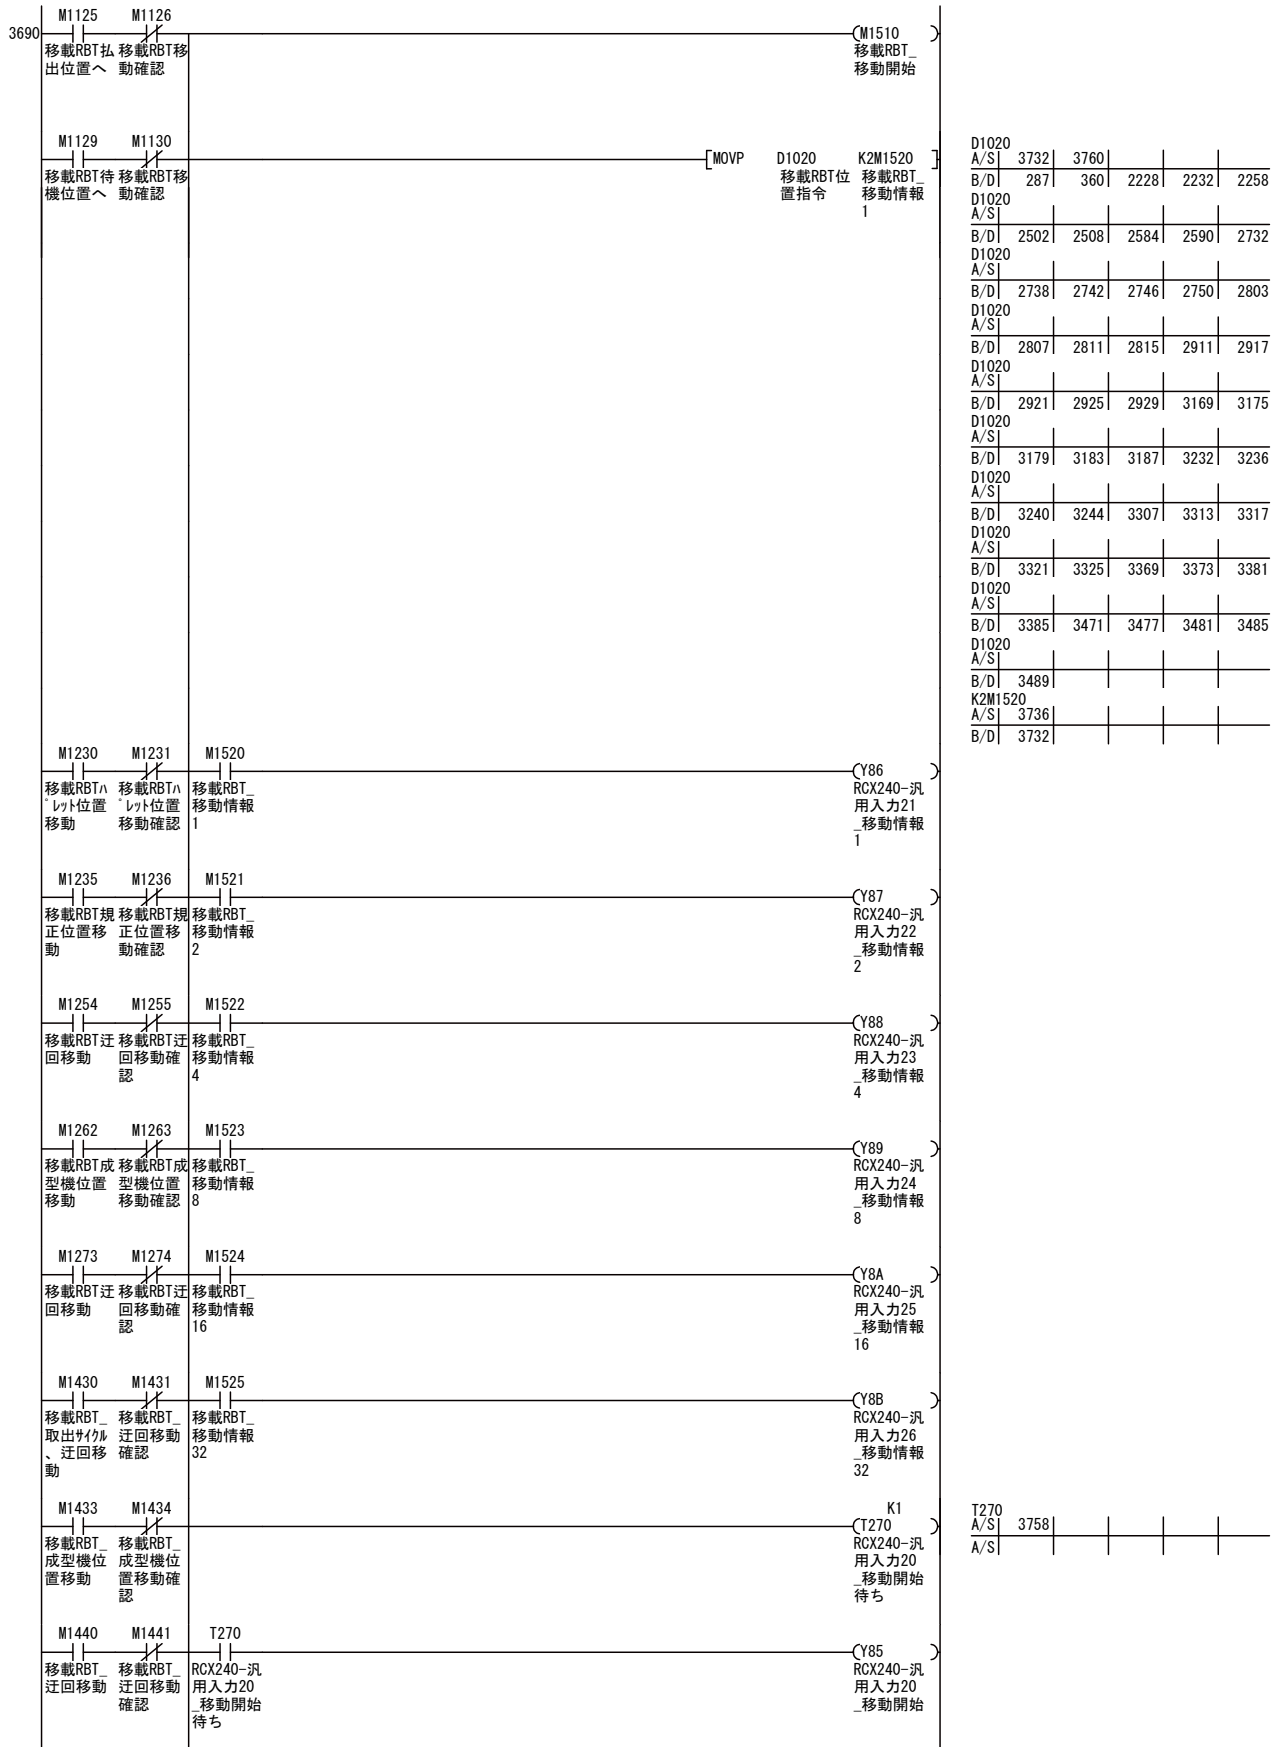 M1125 M1126
3690 (M1510 )
移載RBT払 移載RBT移 移載RBT_
出位置へ 動確認 移動開始
M1129 M1130
[MOVP D1020 K2M1520 ]
移載RBT待 移載RBT移 移載RBT位 移載RBT_
機位置へ 動確認 置指令 移動情報
1
D1020
A/S 3732 3760
B/D 287 360 2228 2232 2258
D1020
A/S
B/D 2502 2508 2584 2590 2732
D1020
A/S
B/D 2738 2742 2746 2750 2803
D1020
A/S
B/D 2807 2811 2815 2911 2917
D1020
A/S
B/D 2921 2925 2929 3169 3175
D1020
A/S
B/D 3179 3183 3187 3232 3236
D1020
A/S
B/D 3240 3244 3307 3313 3317
D1020
A/S
B/D 3321 3325 3369 3373 3381
D1020
A/S
B/D 3385 3471 3477 3481 3485
D1020
A/S
B/D 3489
K2M1520
A/S 3736
B/D 3732
M1230 M1231 M1520
(Y86 )
移載RBTパ 移載RBTパ 移載RBT_ RCX240-汎
ﾟﾚｯﾄ位置 ﾟﾚｯﾄ位置 移動情報 用入力21
移動 移動確認 1 _移動情報
1
M1235 M1236 M1521
(Y87 )
移載RBT規 移載RBT規 移載RBT_ RCX240-汎
正位置移 正位置移 移動情報 用入力22
動 動確認 2 _移動情報
2
M1254 M1255 M1522
(Y88 )
移載RBT迂 移載RBT迂 移載RBT_ RCX240-汎
回移動 回移動確 移動情報 用入力23
認 4 _移動情報
4
M1262 M1263 M1523
(Y89 )
移載RBT成 移載RBT成 移載RBT_ RCX240-汎
型機位置 型機位置 移動情報 用入力24
移動 移動確認 8 _移動情報
8
M1273 M1274 M1524
(Y8A )
移載RBT迂 移載RBT迂 移載RBT_ RCX240-汎
回移動 回移動確 移動情報 用入力25
認 16 _移動情報
16
M1430 M1431 M1525
(Y8B )
移載RBT_ 移載RBT_ 移載RBT_ RCX240-汎
取出ｻｲｸﾙ 迂回移動 移動情報 用入力26
、迂回移 確認 32 _移動情報
動 32
M1433 M1434 K1
(T270 )
移載RBT_ 移載RBT_ RCX240-汎
成型機位 成型機位 用入力20
置移動 置移動確 _移動開始
認 待ち
T270
A/S 3758
A/S
M1440 M1441 T270
(Y85 )
移載RBT_ 移載RBT_ RCX240-汎 RCX240-汎
迂回移動 迂回移動 用入力20 用入力20
確認 _移動開始 _移動開始
待ち